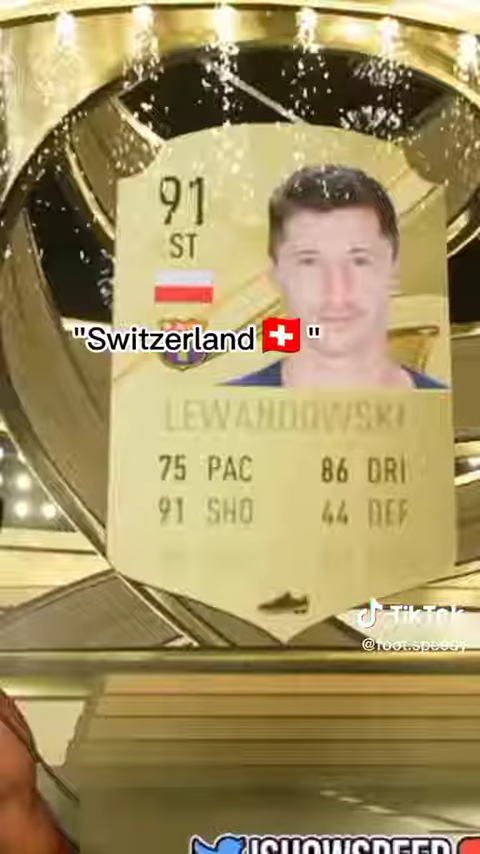 91
ST
"Switzerland 🇨🇭 "
LEWANDOWSKI
75 PAC 86 DRI
91 SHO 44 DEF
TikTok
@foot.speedy
ISHOWSPEED